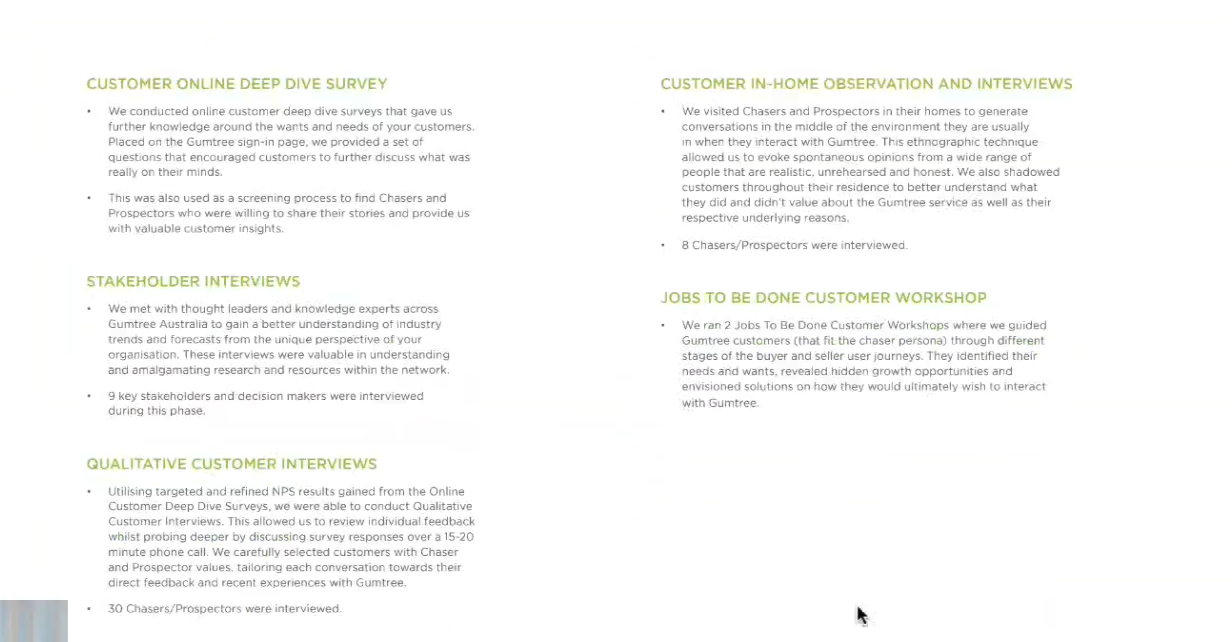 CUSTOMER ONLINE DEEP DIVE SURVEY
• We conducted online customer deep dive surveys that gave us
further knowledge around the wants and needs of your customers.
Placed on the Gumtree sign-in page, we provided a set of
questions that encouraged customers to further discuss what was
really on their minds.
• This was also used as a screening process to find Chasers and
Prospectors who were willing to share their stories and provide us
with valuable customer insights.
STAKEHOLDER INTERVIEWS
• We met with thought leaders and knowledge experts across
Gumtree Australia to gain a better understanding of industry
trends and forecasts from the unique perspective of your
organisation. These interviews were valuable in understanding
and amalgamating research and resources within the network.
• 9 key stakeholders and decision makers were interviewed
during this phase.
QUALITATIVE CUSTOMER INTERVIEWS
• Utilising targeted and refined NPS results gained from the Online
Customer Deep Dive Surveys, we were able to conduct Qualitative
Customer Interviews. This allowed us to review individual feedback
whilst probing deeper by discussing survey responses over a 15-20
minute phone call. We carefully selected customers with Chaser
and Prospector values, tailoring each conversation towards their
direct feedback and recent experiences with Gumtree.
• 30 Chasers/Prospectors were interviewed.
CUSTOMER IN-HOME OBSERVATION AND INTERVIEWS
• We visited Chasers and Prospectors in their homes to generate
conversations in the middle of the environment they are usually
in when they interact with Gumtree. This ethnographic technique
allowed us to evoke spontaneous opinions from a wide range of
people that are realistic, unrehearsed and honest. We also shadowed
customers throughout their residence to better understand what
they did and didn't value about the Gumtree service as well as their
respective underlying reasons.
• 8 Chasers/Prospectors were interviewed.
JOBS TO BE DONE CUSTOMER WORKSHOP
• We ran 2 Jobs To Be Done Customer Workshops where we guided
Gumtree customers (that fit the chaser persona) through different
stages of the buyer and seller user journeys. They identified their
needs and wants, revealed hidden growth opportunities and
envisioned solutions on how they would ultimately wish to interact
with Gumtree.